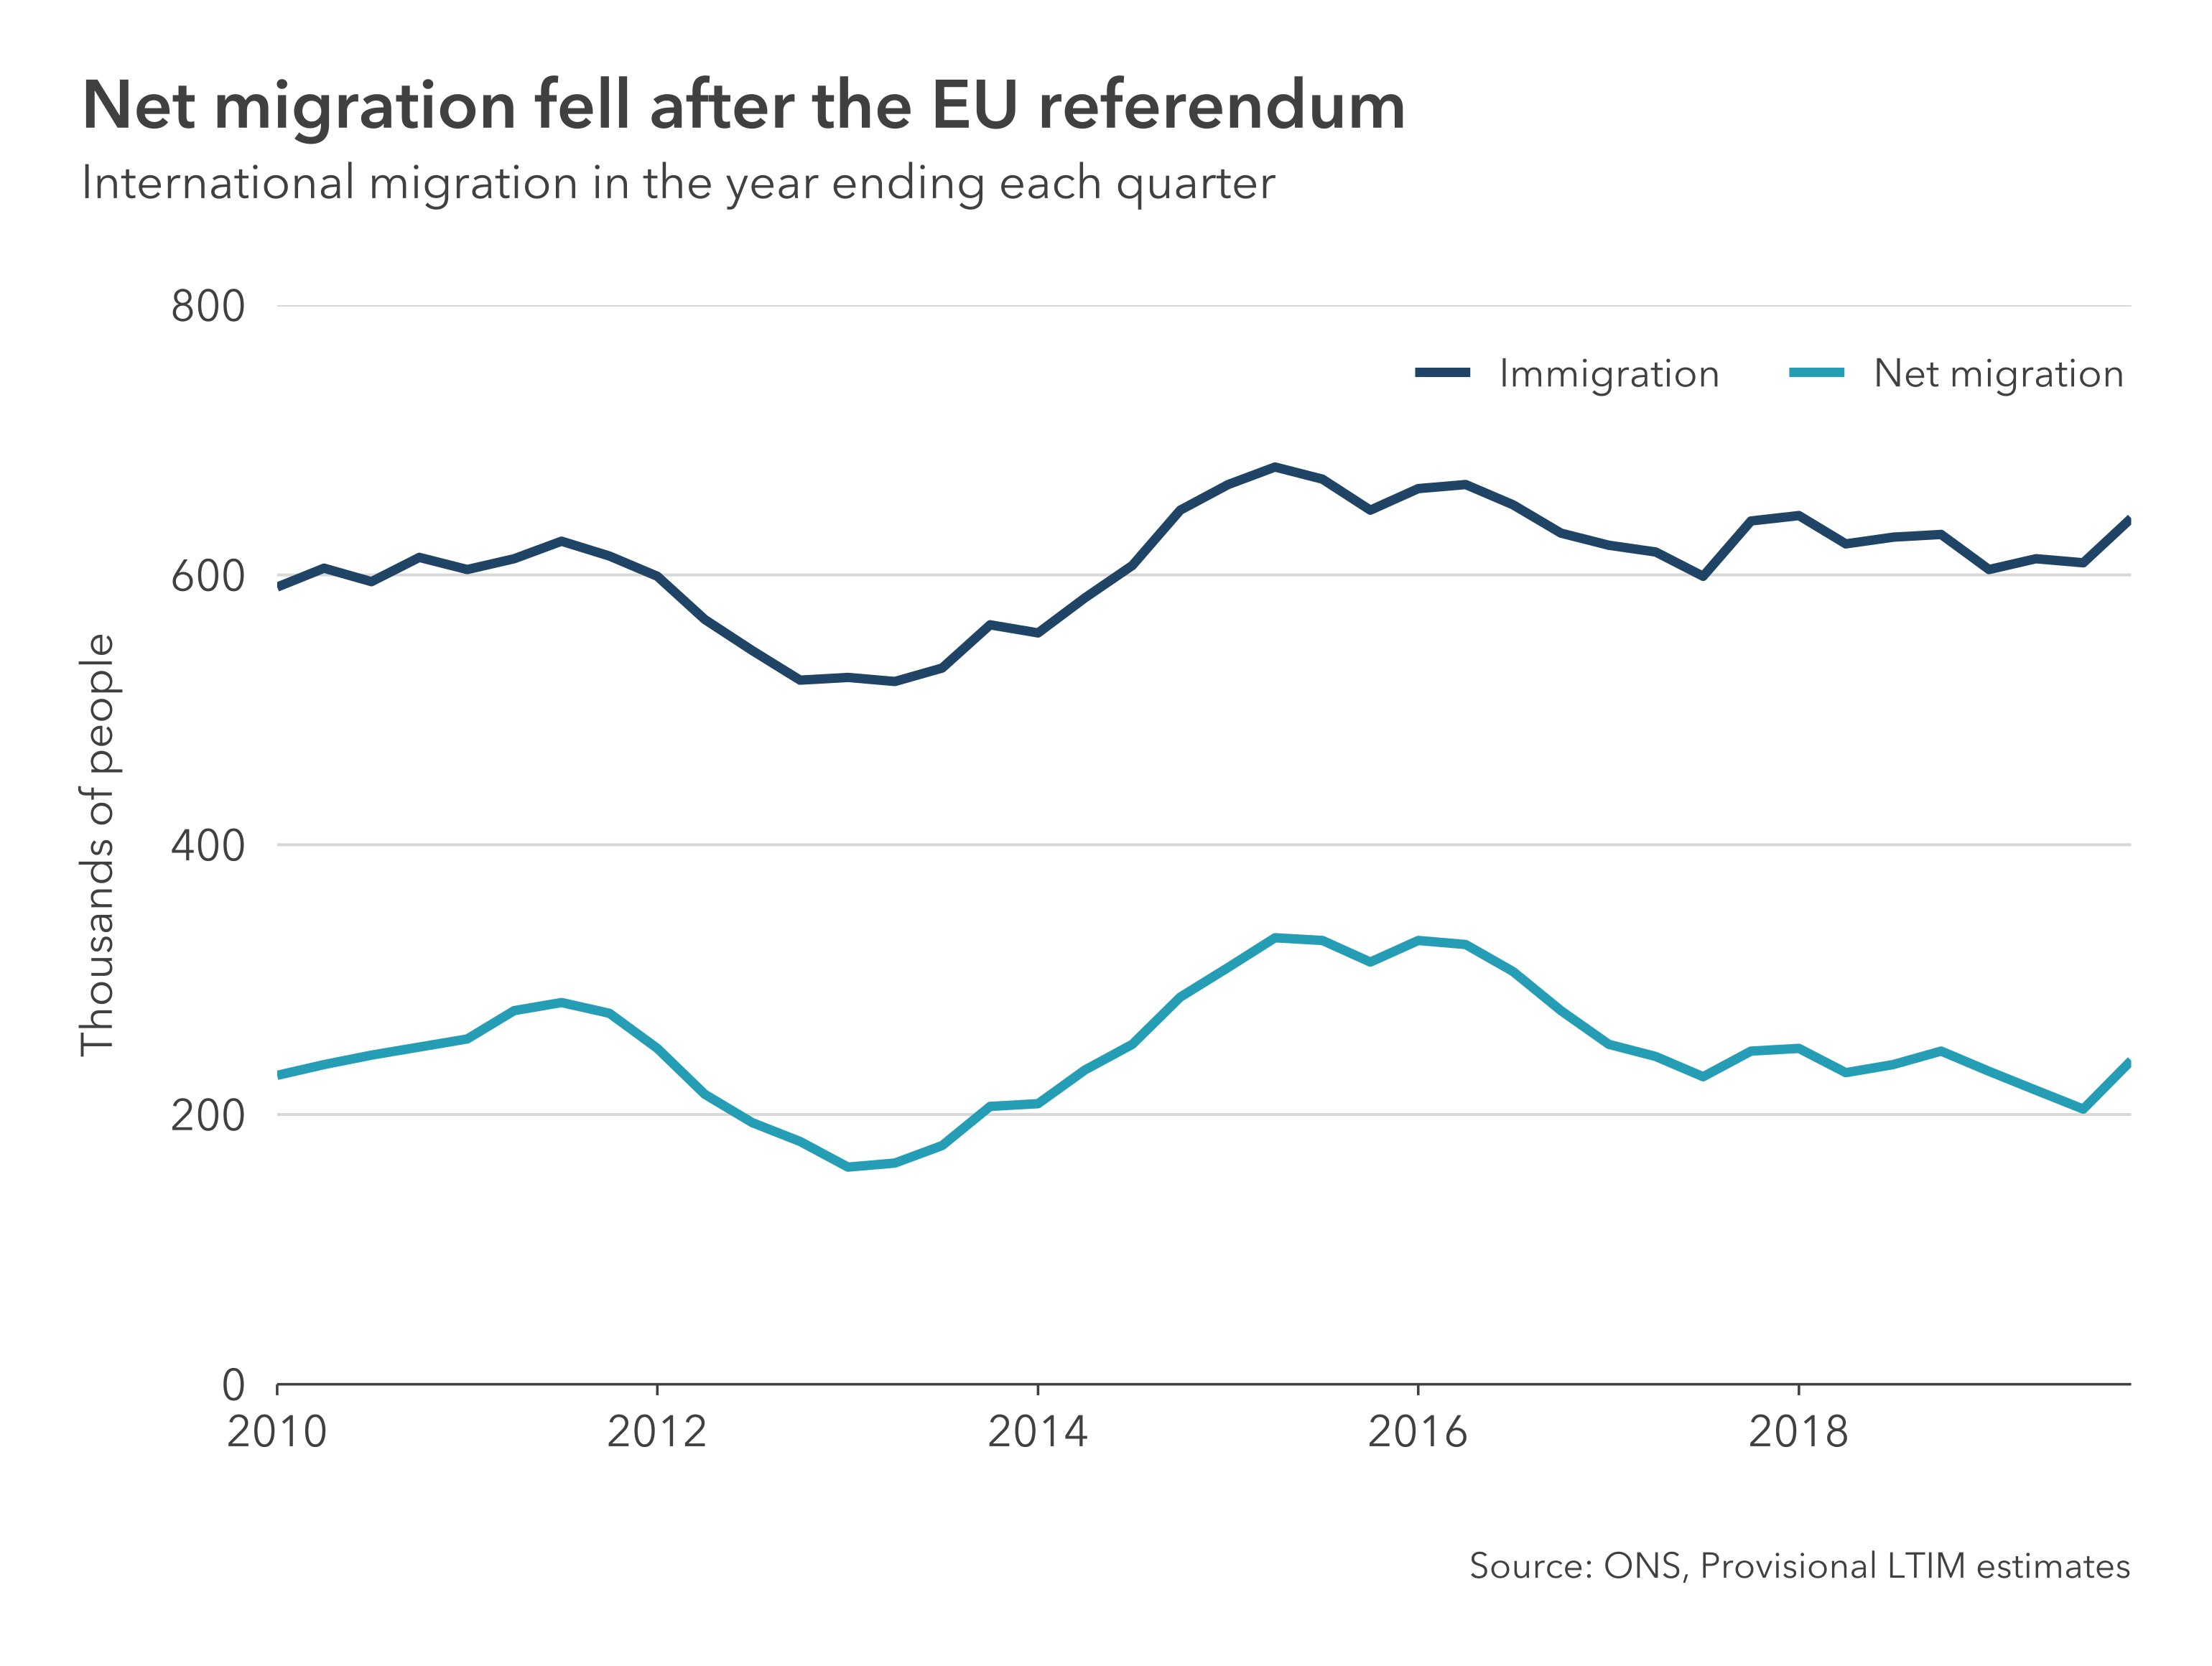 Net migration fell after the EU referendum
International migration in the year ending each quarter
800
Immigration Net migration
600
Thousands of people
400
200
0
2010 2012 2014 2016 2018
Source: ONS, Provisional LTIM estimates